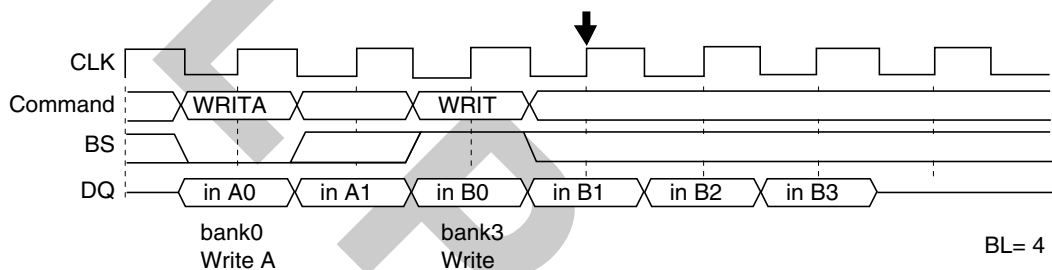 CLK
Command WRITA WRIT
BS
DQ in A0 in A1 in B0 in B1 in B2 in B3
bank0 bank3
Write A Write
BL= 4